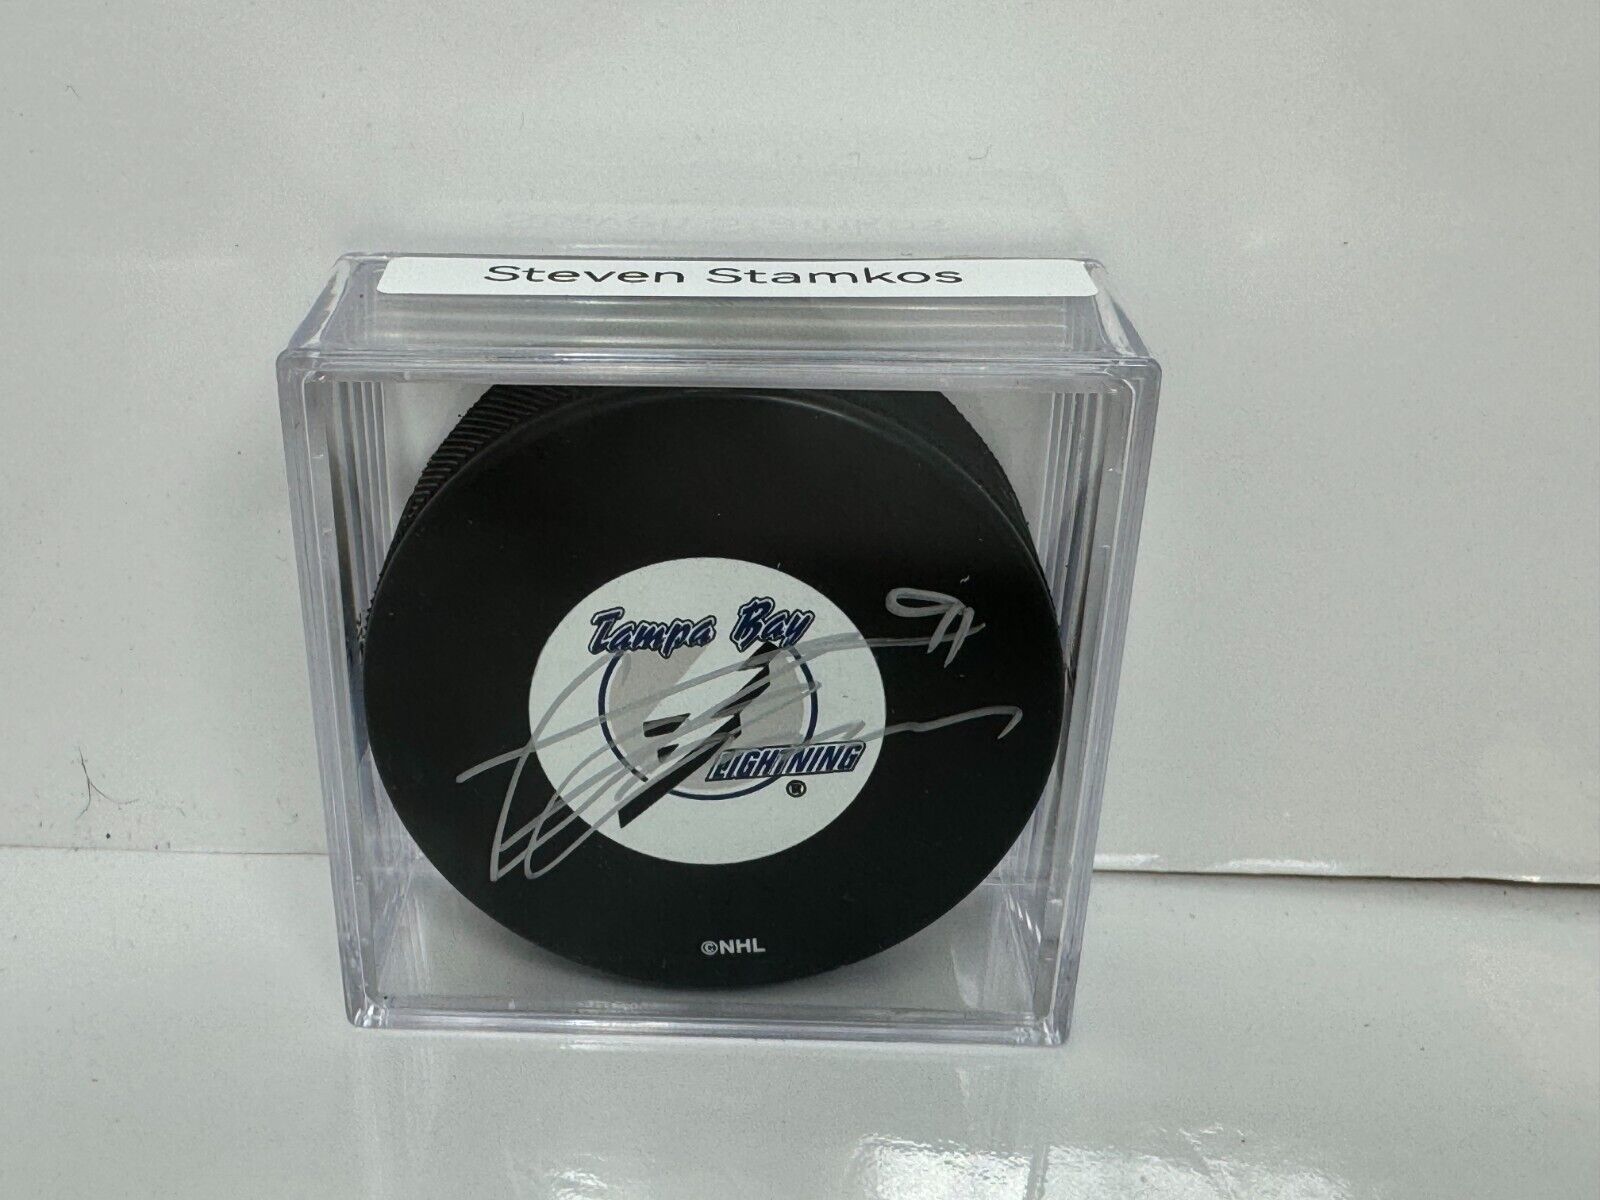 Steven Stamkos
Tampa Bay
LIGHTNING
91
©NHL